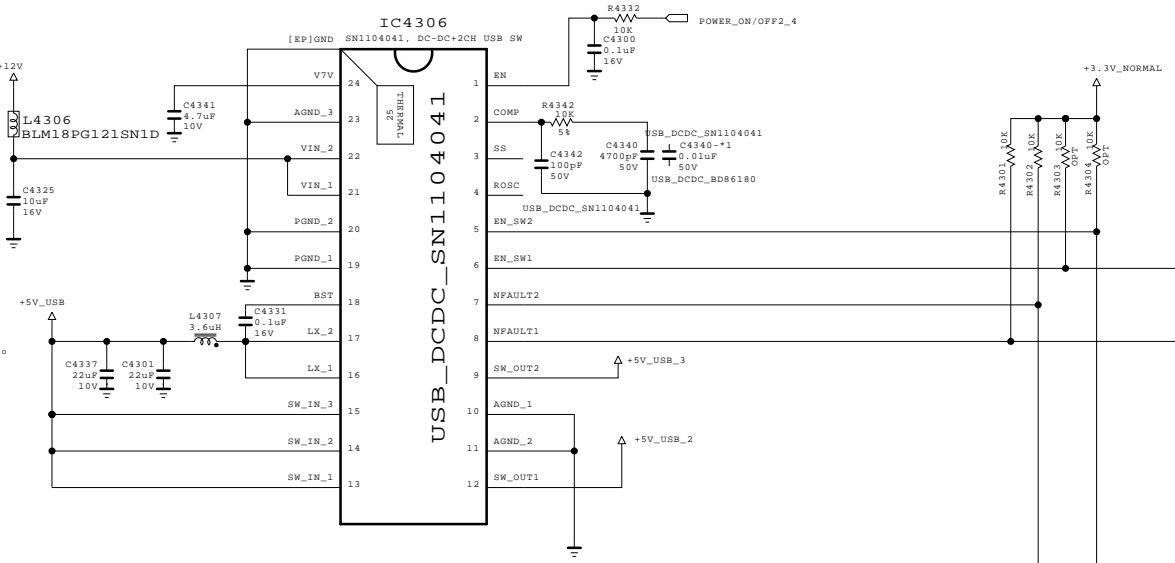 IC4306
SN1104041, DC-DC+2CH USB SW
[EP]GND
R4332
10K
POWER_ON/OFF2_4
C4300
0.1uF
16V
+12V
L4306
BLM18PG121SN1D
C4325
10uF
16V
C4341
4.7uF
10V
V7V
24
AGND_3
23
VIN_2
22
VIN_1
21
PGND_2
20
PGND_1
19
BST
18
LX_2
17
LX_1
16
SW_IN_3
15
SW_IN_2
14
SW_IN_1
13
THERMAL
25
USB_DCDC_SN1104041
1
EN
2
COMP
3
SS
4
ROSC
5
EN_SW2
6
EN_SW1
7
NFAULT2
8
NFAULT1
9
SW_OUT2
10
AGND_1
11
AGND_2
12
SW_OUT1
R4342
10K
5%
C4342
100pF
50V
USB_DCDC_SN1104041
C4340
4700pF
50V
C4340-*1
0.01uF
50V
USB_DCDC_BD86180
USB_DCDC_SN1104041
+3.3V_NORMAL
R4301 10K
R4302 10K
R4303 10K
OPT
R4304 10K
OPT
+5V_USB
C4337
22uF
10V
C4301
22uF
10V
L4307
3.6uH
C4331
0.1uF
16V
+5V_USB_3
+5V_USB_2